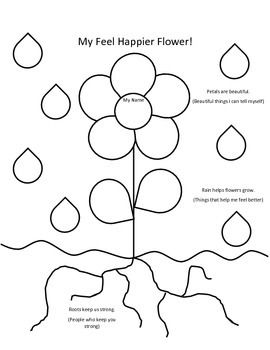 My Feel Happier Flower!
Petals are beautiful.
(Beautiful things I can tell myself)
My Name
Rain helps flowers grow.
(Things that help me feel better)
Roots keep us strong.
(People who keep you
strong)